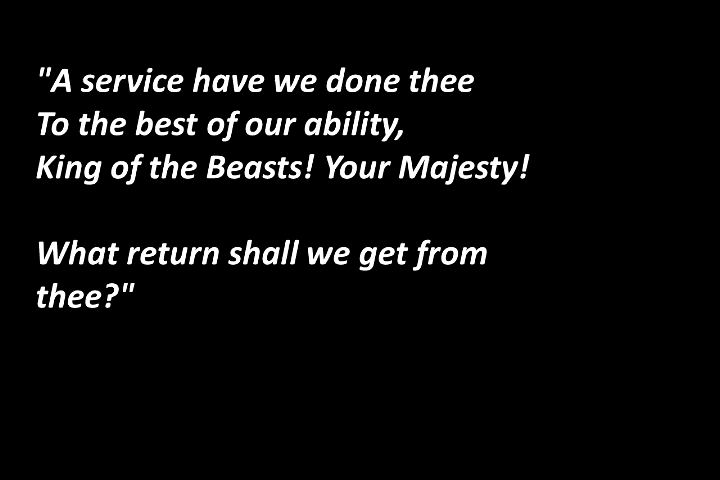 "A service have we done thee
To the best of our ability,
King of the Beasts! Your Majesty!
What return shall we get from
thee?"